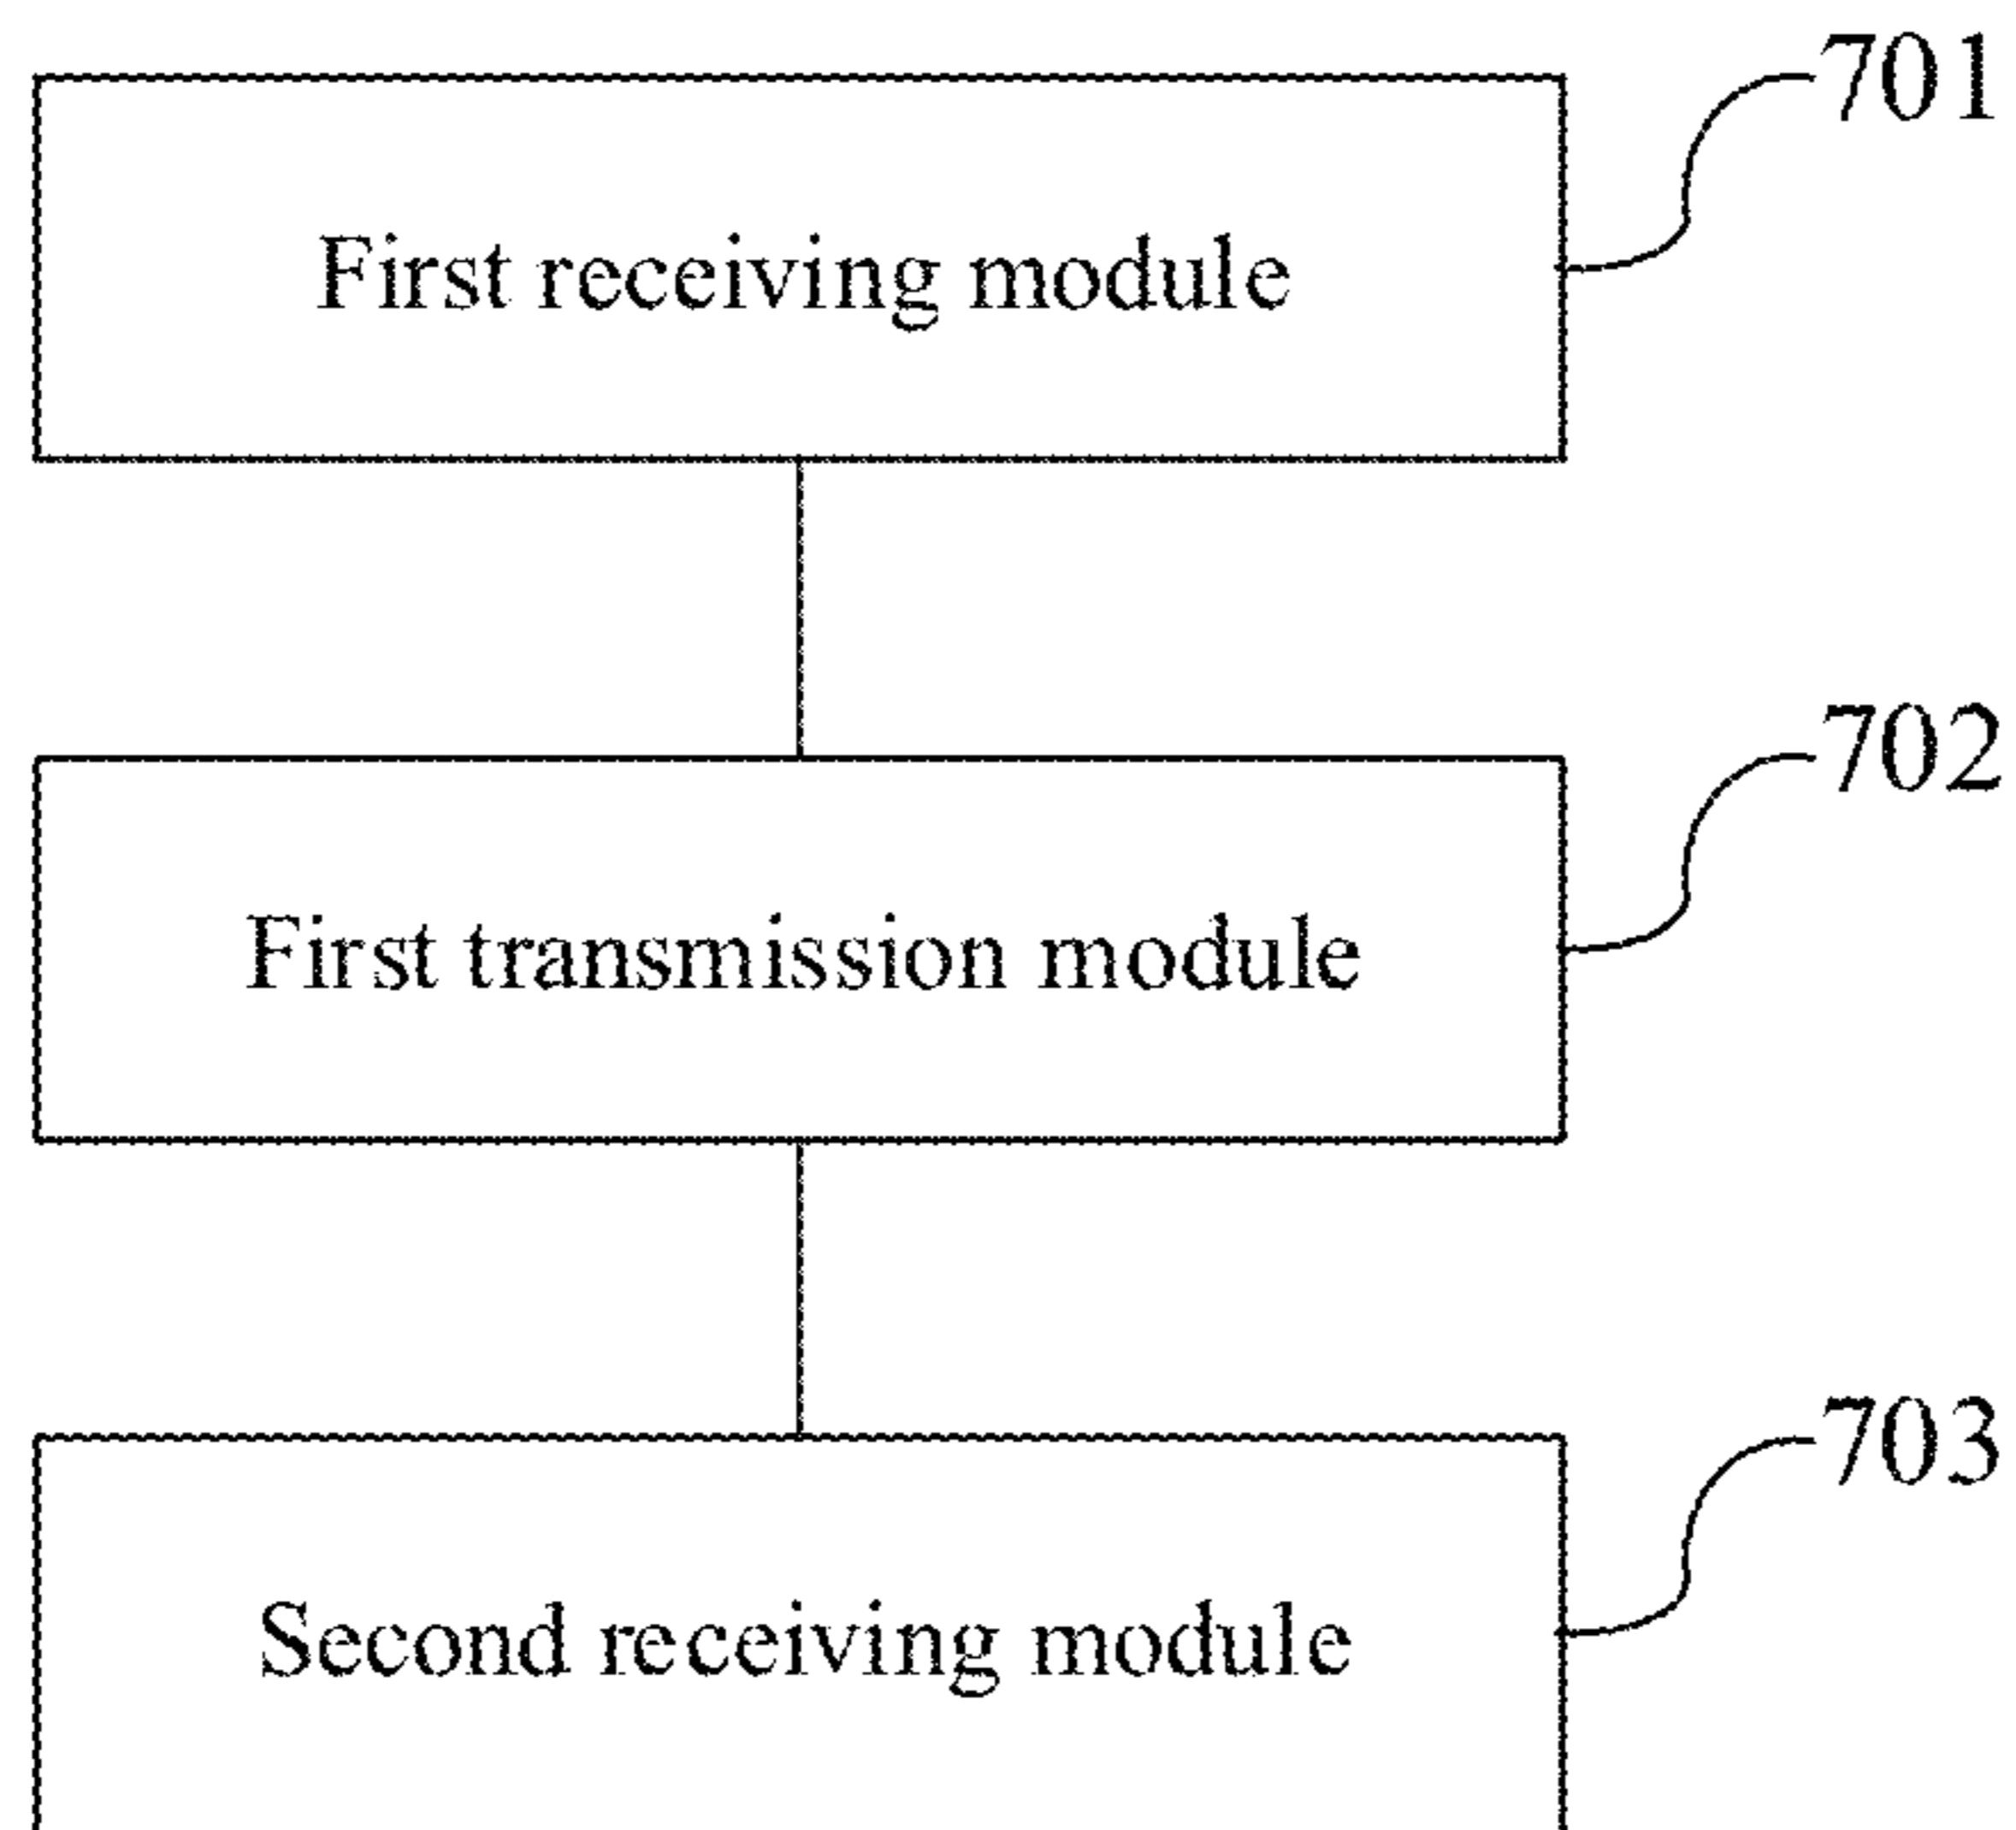 701
First receiving module
702
First transmission module
703
Second receiving module